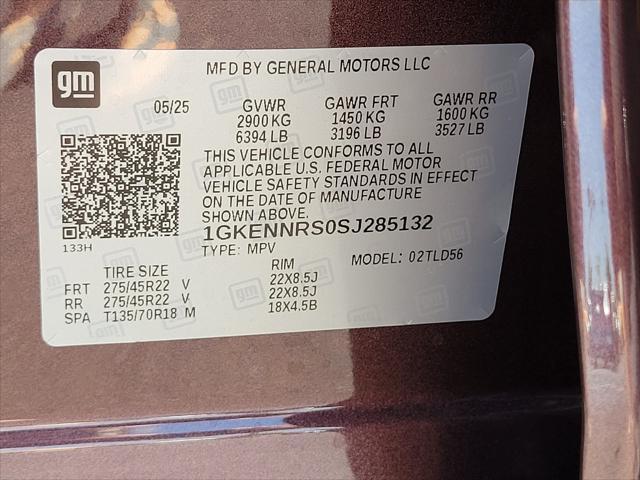 gm
MFD BY GENERAL MOTORS LLC
05/25 GVWR GAWR FRT GAWR RR
2900 KG 1450 KG 1600 KG
6394 LB 3196 LB 3527 LB
THIS VEHICLE CONFORMS TO ALL
APPLICABLE U.S. FEDERAL MOTOR
VEHICLE SAFETY STANDARDS IN EFFECT
ON THE DATE OF MANUFACTURE
SHOWN ABOVE.
1GKENNRS0SJ285132
133H
TYPE: MPV
MODEL: 02TLD56
TIRE SIZE RIM
FRT 275/45R22 V 22X8.5J
RR 275/45R22 V 22X8.5J
SPA T135/70R18 M 18X4.5B